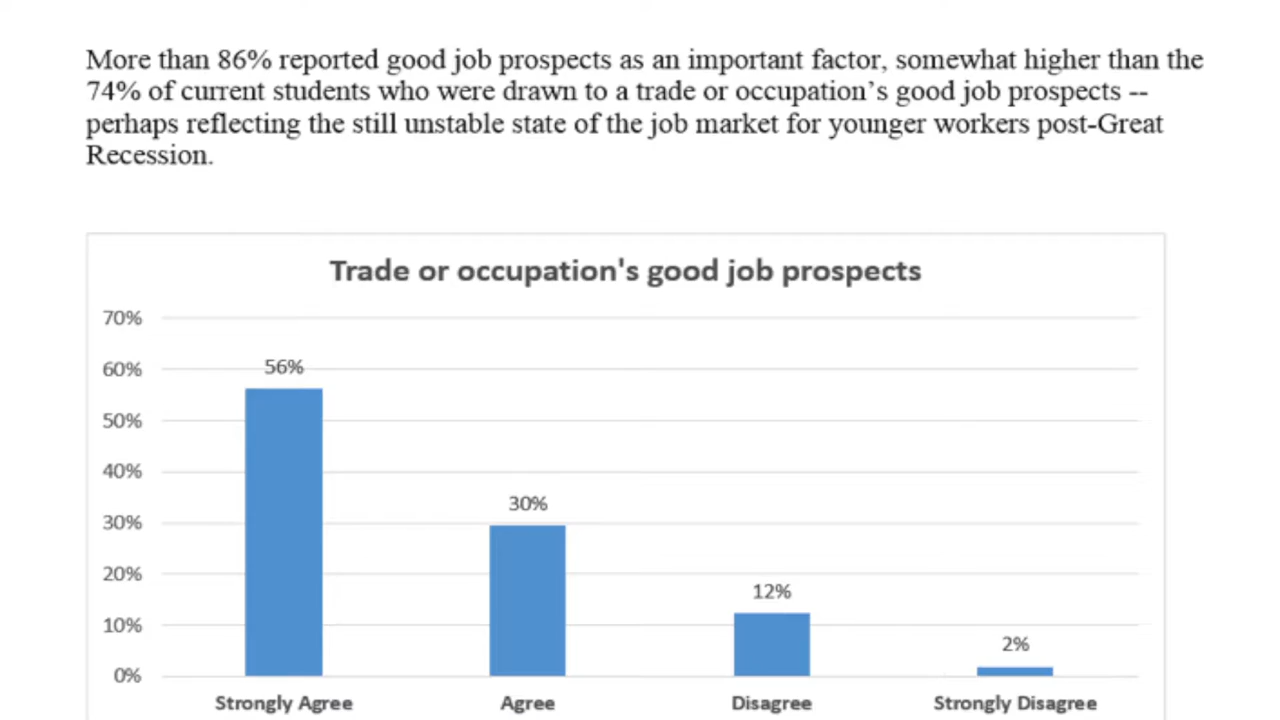 More than 86% reported good job prospects as an important factor, somewhat higher than the
74% of current students who were drawn to a trade or occupation's good job prospects --
perhaps reflecting the still unstable state of the job market for younger workers post-Great
Recession.
Trade or occupation's good job prospects
70%
60%
50%
40%
30%
20%
10%
0%
56%
30%
12%
2%
Strongly Agree
Agree
Disagree
Strongly Disagree